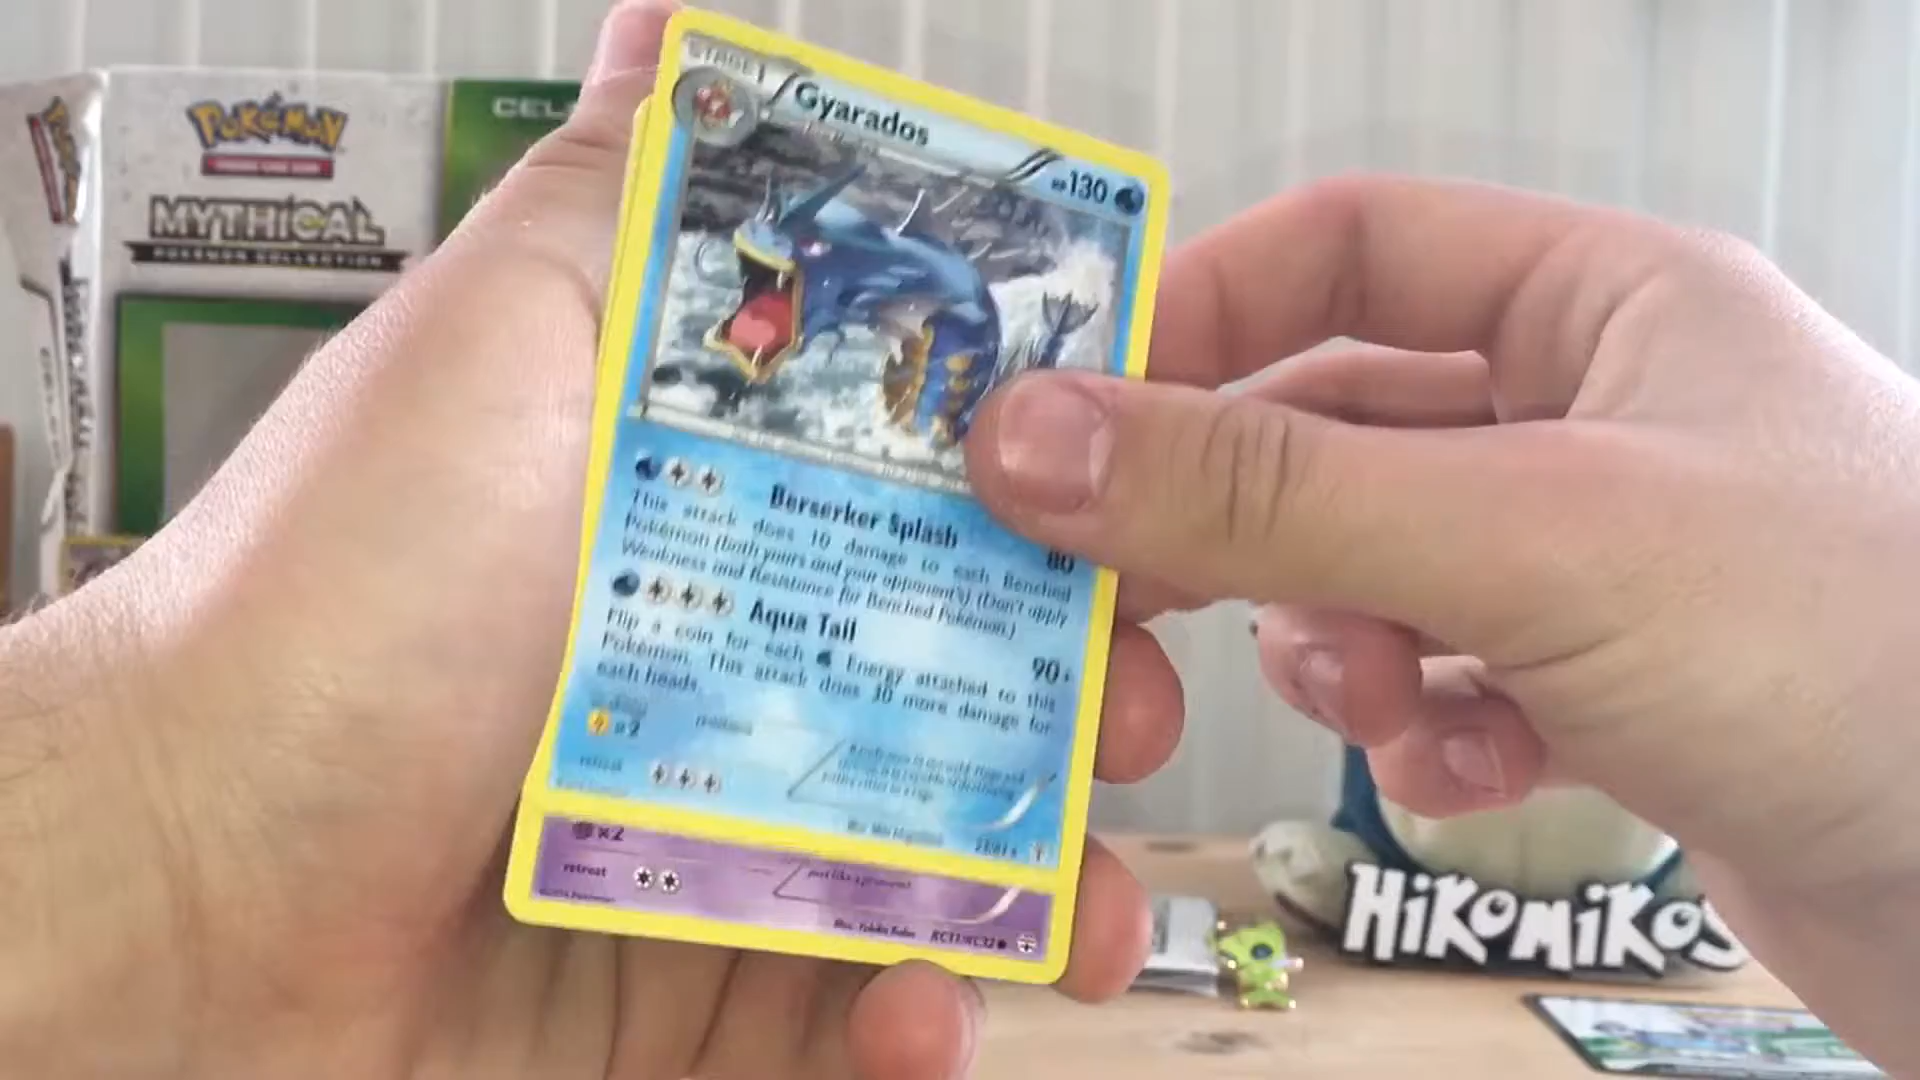 POKÉMON
MYTHICAL
POKÉMON COLLECTION
CEL
STAGE 1
Gyarados
HP130
Berserker Splash
80
This attack does 10 damage to each Benched
Pokémon (both yours and your opponent's). (Don't apply
Weakness and Resistance for Benched Pokémon.)
Aqua Tail
90+
Flip a coin for each Energy attached to this
Pokémon. This attack does 30 more damage for
each heads.
×2
resistance
retreat
×2
retreat
RC11/RC32
HiKoMiKoS